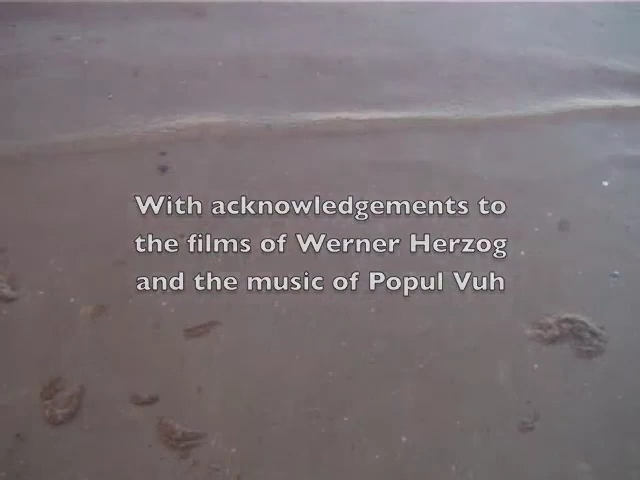 With acknowledgements to
the films of Werner Herzog
and the music of Popul Vuh